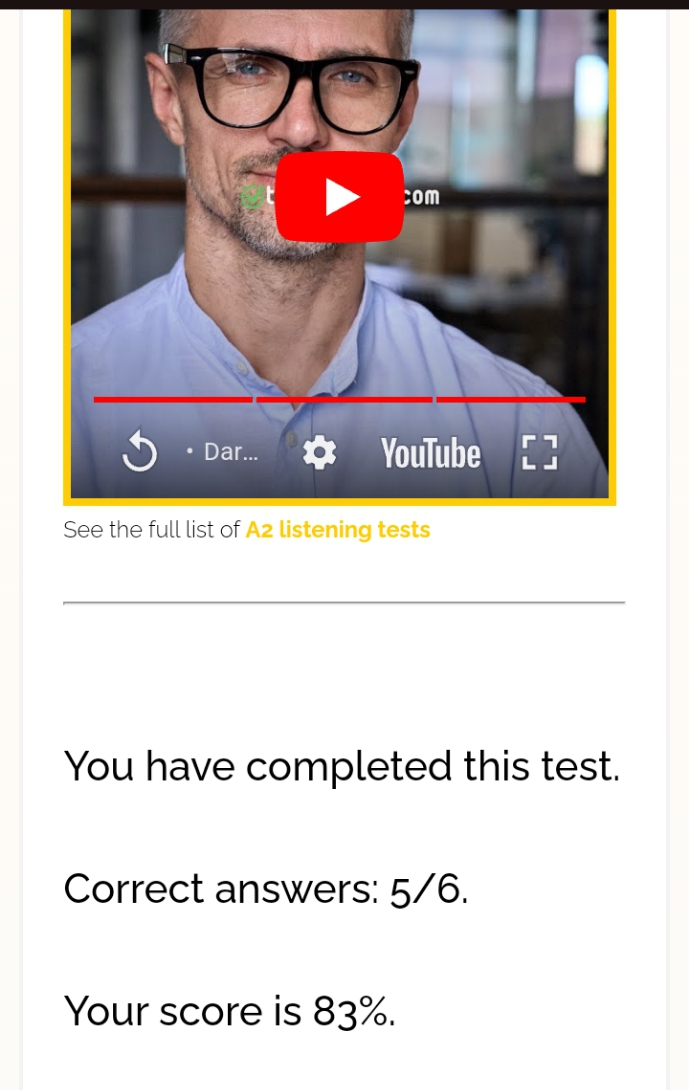 com
Dar...
YouTube
See the full list of A2 listening tests
You have completed this test.
Correct answers: 5/6.
Your score is 83%.